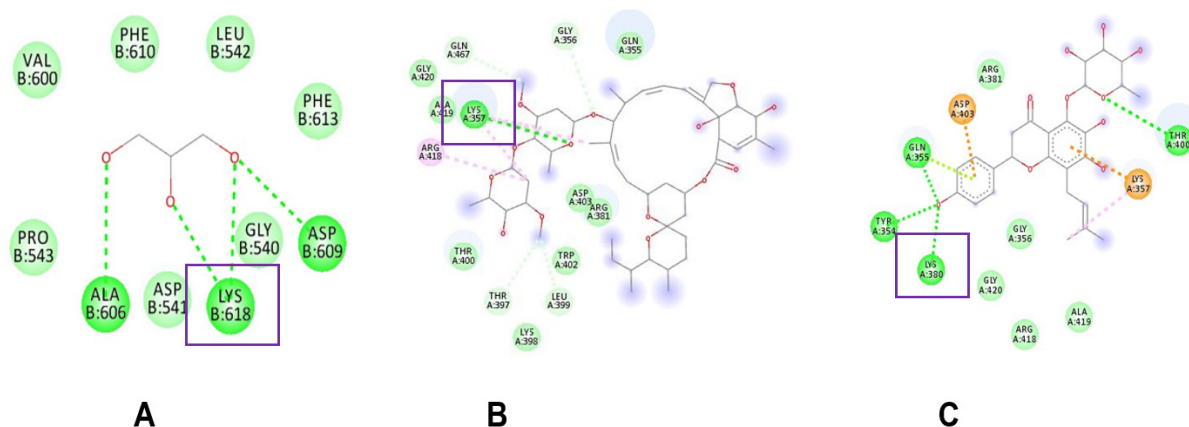 PHE
B:610
LEU
B:542
VAL
B:600
PHE
B:613
PRO
B:543
GLY
B:540
ASP
B:609
ALA
B:606
ASP
B:541
LYS
B:618
A
GLY
A:356
GLN
A:355
GLN
A:467
GLY
A:420
ALA
A:419
LYS
A:357
ARG
A:418
ASP
A:403
ARG
A:381
THR
A:400
TRP
A:402
THR
A:397
LEU
A:399
LYS
A:398
B
ARG
A:381
ASP
A:403
THR
A:400
GLN
A:355
LYS
A:357
TYR
A:354
GLY
A:356
LYS
A:380
GLY
A:420
ALA
A:419
ARG
A:418
C